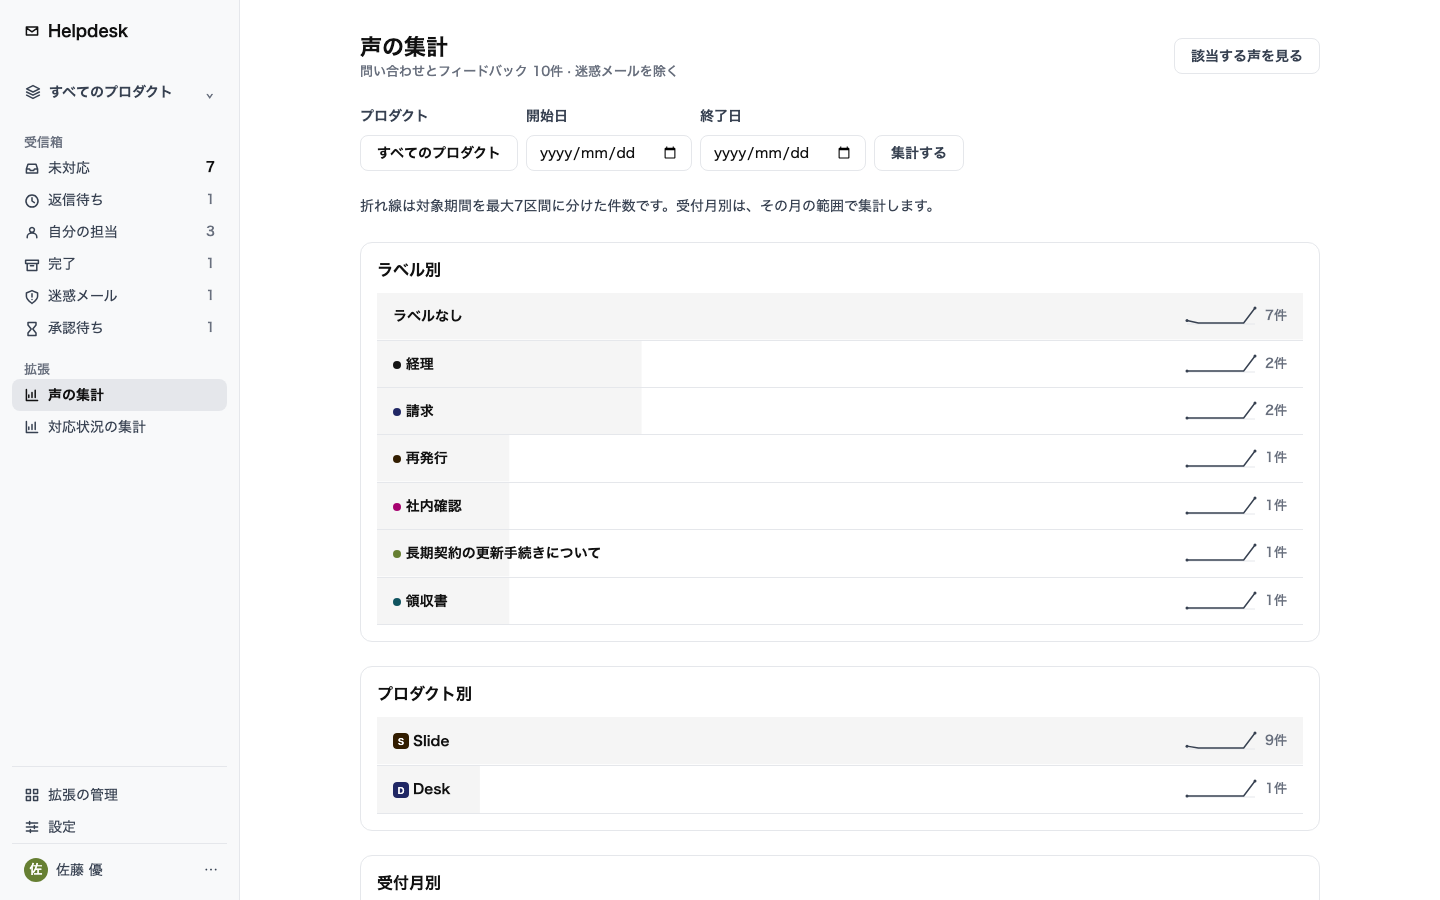 Helpdesk
すべてのプロダクト
受信箱
未対応 7
返信待ち 1
自分の担当 3
完了 1
迷惑メール 1
承認待ち 1
拡張
声の集計
対応状況の集計
拡張の管理
設定
佐 佐藤 優 …
声の集計
問い合わせとフィードバック 10件 · 迷惑メールを除く
該当する声を見る
プロダクト 開始日 終了日
すべてのプロダクト yyyy/mm/dd yyyy/mm/dd 集計する
折れ線は対象期間を最大7区間に分けた件数です。受付月別は、その月の範囲で集計します。
ラベル別
ラベルなし 7件
経理 2件
請求 2件
再発行 1件
社内確認 1件
長期契約の更新手続きについて 1件
領収書 1件
プロダクト別
S Slide 9件
D Desk 1件
受付月別